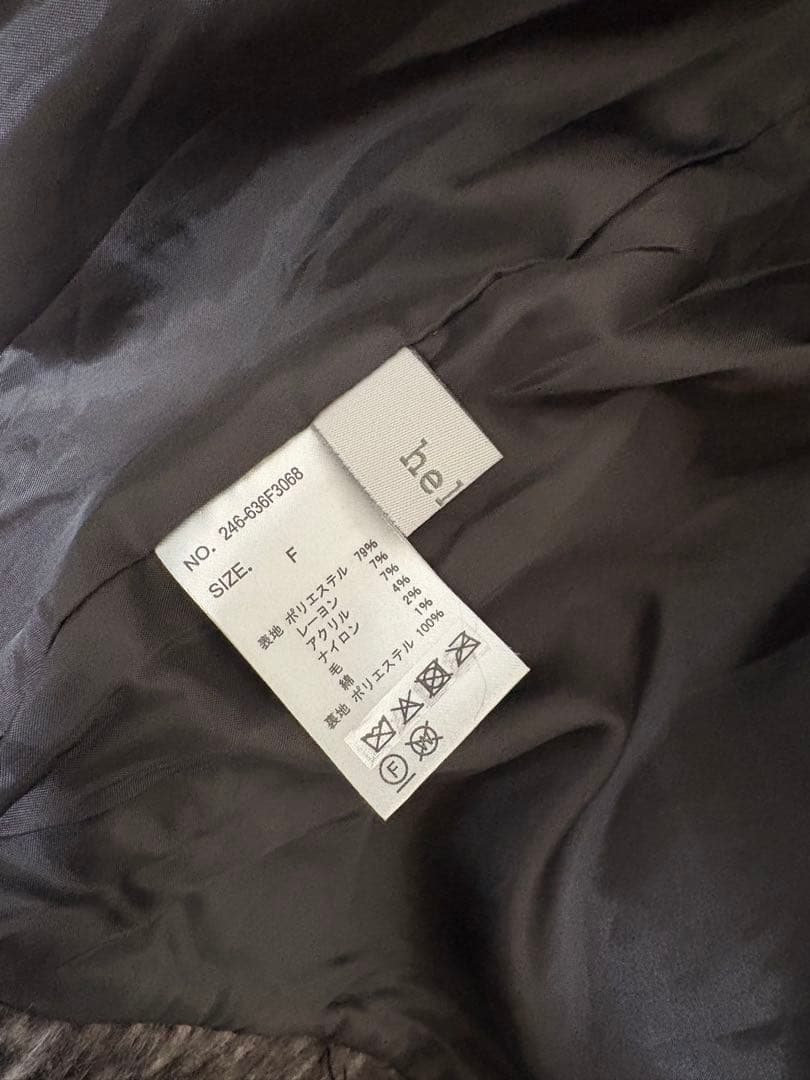 hel
NO. 246-636F3068
SIZE. F
表地 ポリエステル 79%
レーヨン 7%
アクリル 7%
ナイロン 4%
毛 2%
綿 1%
裏地 ポリエステル 100%
F
W